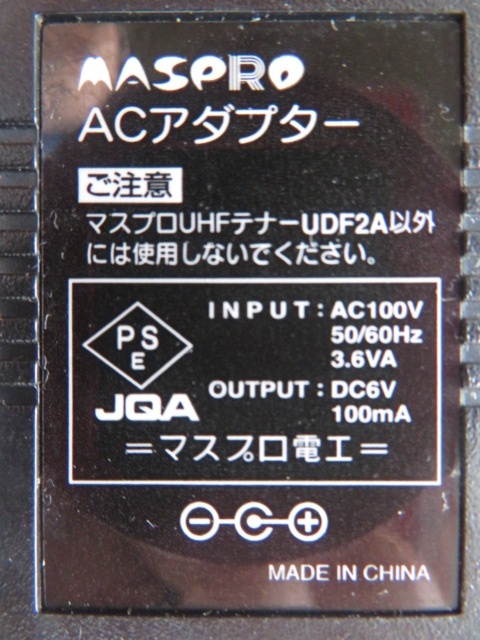 MASPRO
ACアダプター
ご注意
マスプロUHFテナーUDF2A以外
には使用しないでください。
PS
E
JQA
INPUT:AC100V
50/60Hz
3.6VA
OUTPUT:DC6V
100mA
=マスプロ電工=
MADE IN CHINA